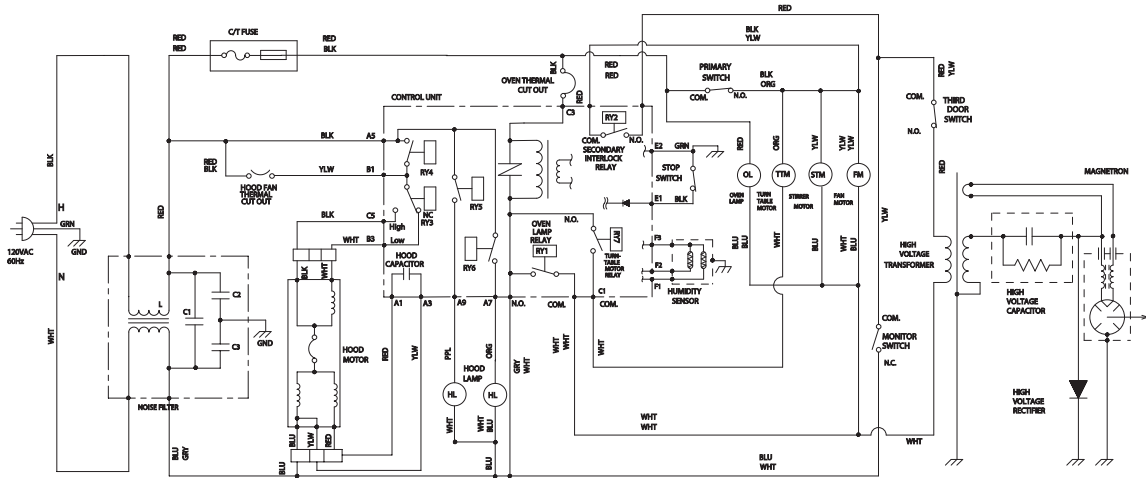 RED
BLK
YLW
C/T FUSE
RED
RED
RED
BLK
BLK
RED
RED
OVEN THERMAL
CUT OUT
RED
PRIMARY
SWITCH
BLK
ORG
COM.
N.O.
RED
YLW
COM.
THIRD
DOOR
SWITCH
N.O.
CONTROL UNIT
C3
RY2
COM.
N.O.
SECONDARY
INTERLOCK
RELAY
BLK
A5
RED
BLK
YLW
B1
HOOD FAN
THERMAL
CUT OUT
RY4
RY5
NC
RY3
E2
GRN
STOP
SWITCH
E1
BLK
RED
ORG
YLW
YLW
YLW
OL
TTM
STM
FM
OVEN
LAMP
TURN
TABLE
MOTOR
STIRRER
MOTOR
FAN
MOTOR
RED
MAGNETRON
BLK
H
GRN
GND
120VAC
60Hz
N
RED
BLK
C5
High
WHT
B3
Low
HOOD
CAPACITOR
RY6
OVEN
LAMP
RELAY
RY1
N.O.
RY7
TURN-
TABLE
MOTOR
RELAY
F3
F2
F1
HUMIDITY
SENSOR
BLU
BLU
WHT
BLU
WHT
BLU
YLW
HIGH
VOLTAGE
TRANSFORMER
HIGH
VOLTAGE
CAPACITOR
BLK
WHT
A1
A3
A9
A7
N.O.
COM.
C1
COM.
L
C1
C2
C3
GND
WHT
NOISE FILTER
HOOD
MOTOR
RED
YLW
PPL
ORG
GRY
WHT
WHT
WHT
WHT
HOOD
LAMP
HL
HL
COM.
MONITOR
SWITCH
N.C.
HIGH
VOLTAGE
RECTIFIER
WHT
WHT
BLU
WHT
WHT
WHT
BLU
GRY
BLU
YLW
RED
BLU
BLU
BLU
WHT